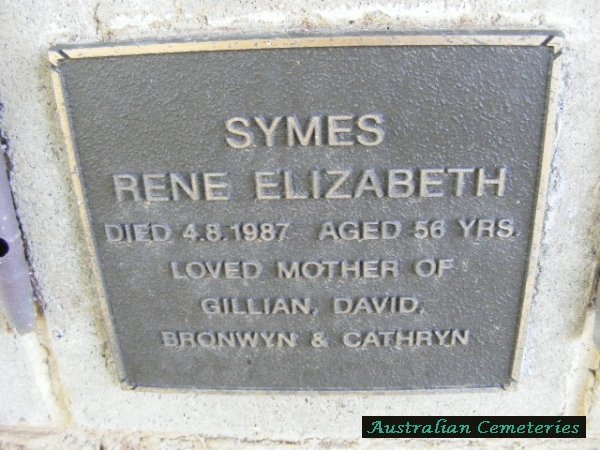 SYMES
RENE ELIZABETH
DIED 4.8.1987 AGED 56 YRS.
LOVED MOTHER OF
GILLIAN, DAVID,
BRONWYN & CATHRYN
Australian Cemeteries